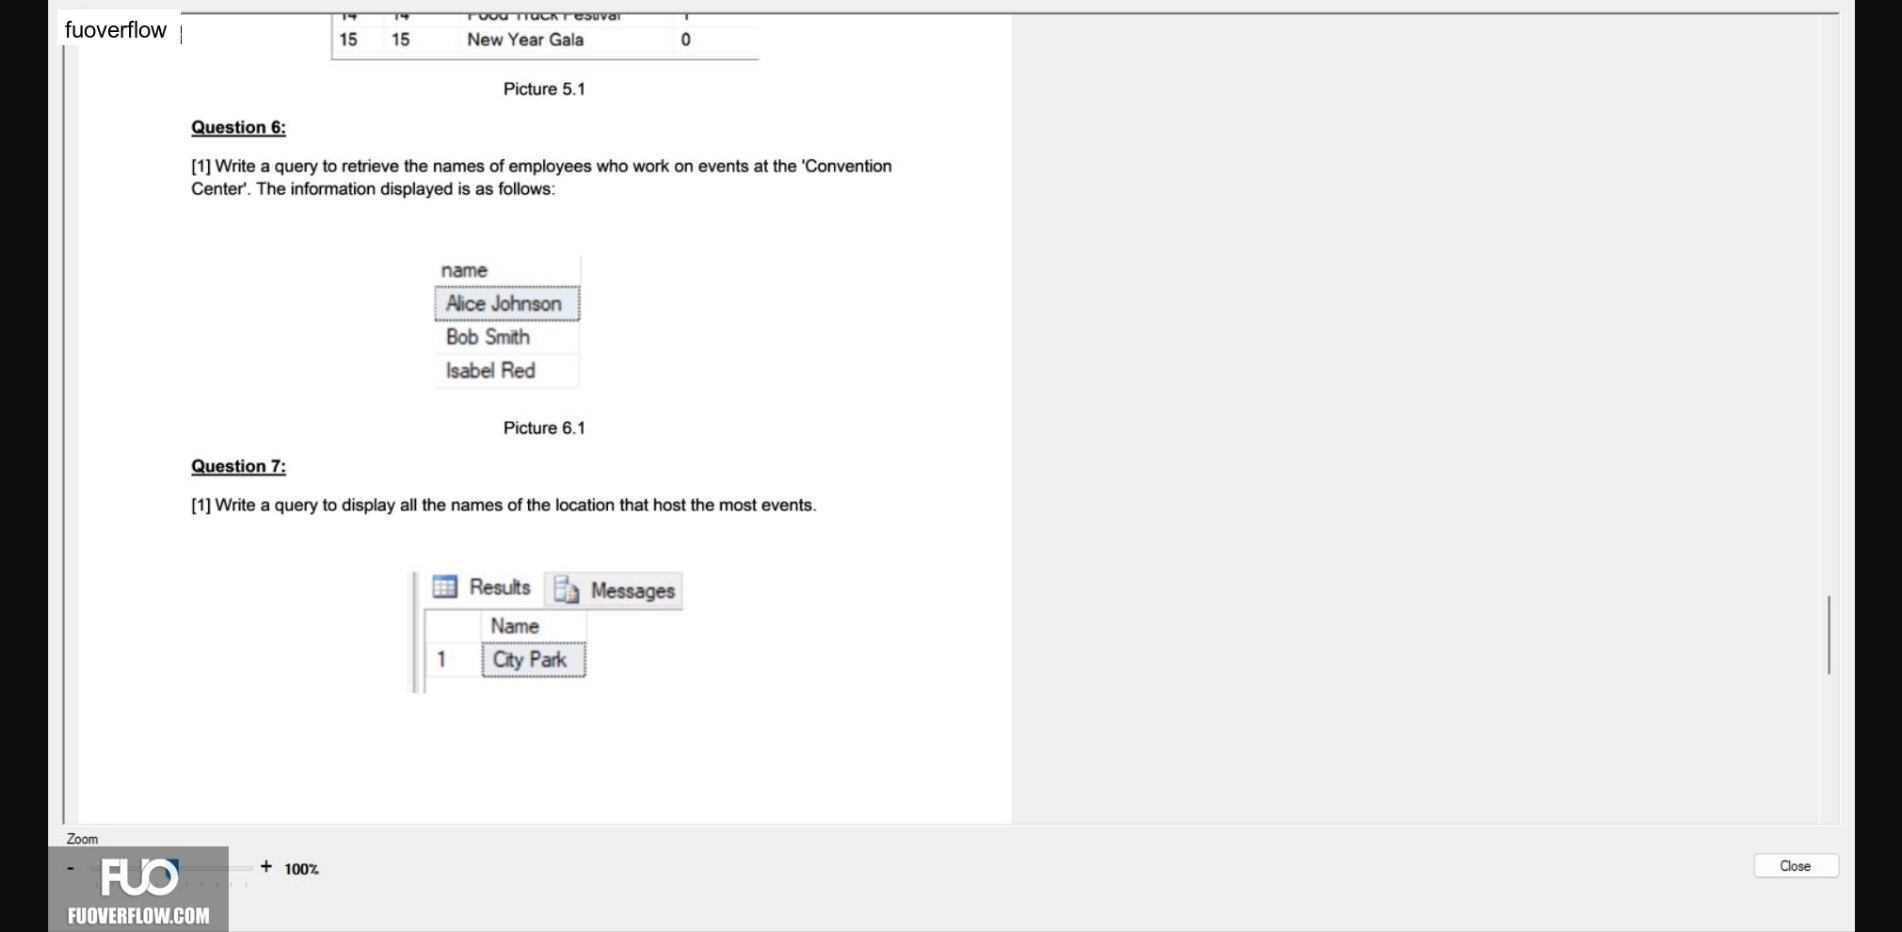 fuoverflow
14 14 Food Truck Festival 1
15 15 New Year Gala 0
Picture 5.1
Question 6:
[1] Write a query to retrieve the names of employees who work on events at the 'Convention
Center'. The information displayed is as follows:
name
Alice Johnson
Bob Smith
Isabel Red
Picture 6.1
Question 7:
[1] Write a query to display all the names of the location that host the most events.
Results Messages
Name
1 City Park
Zoom
- + 100%
Close
FUO
FUOVERFLOW.COM